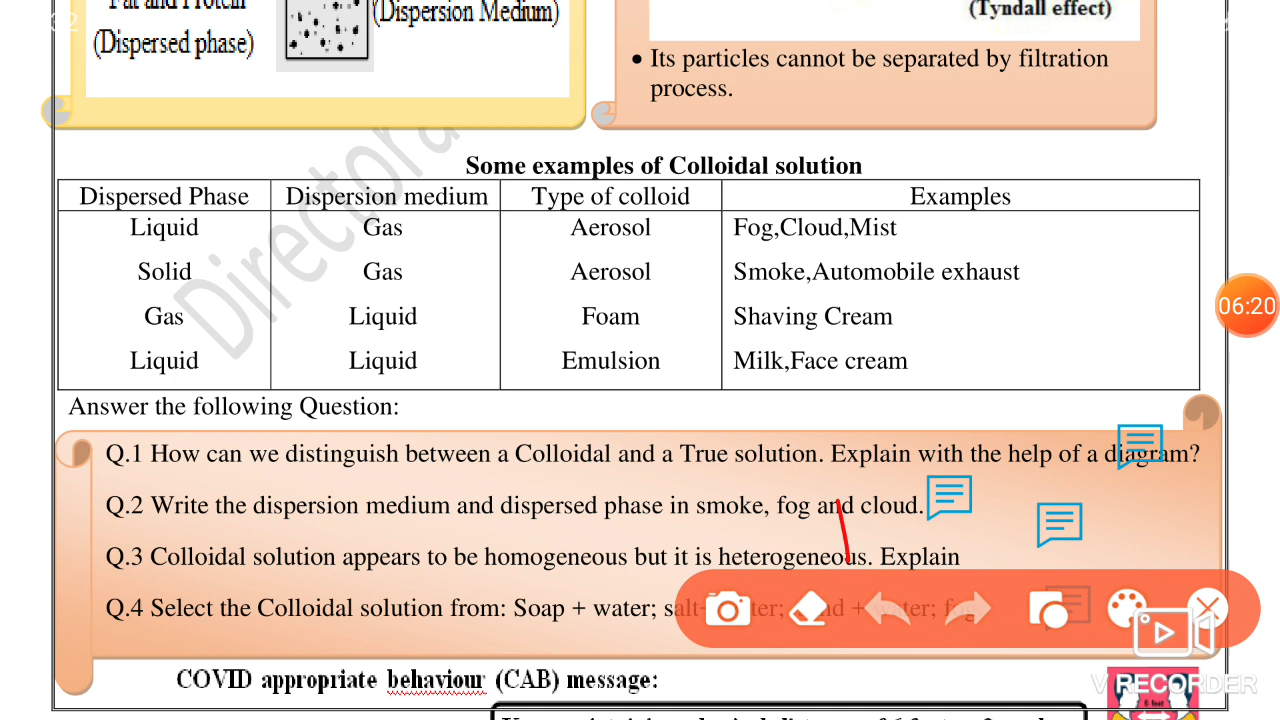 Fat and Protein
(Dispersion Medium)
(Dispersed phase)
(Tyndall effect)
• Its particles cannot be separated by filtration
process.
Directora
Some examples of Colloidal solution
Dispersed Phase Dispersion medium Type of colloid Examples
Liquid Gas Aerosol Fog,Cloud,Mist
Solid Gas Aerosol Smoke,Automobile exhaust
Gas Liquid Foam Shaving Cream
Liquid Liquid Emulsion Milk,Face cream
06:20
Answer the following Question:
Q.1 How can we distinguish between a Colloidal and a True solution. Explain with the help of a diagram?
Q.2 Write the dispersion medium and dispersed phase in smoke, fog and cloud.
Q.3 Colloidal solution appears to be homogeneous but it is heterogeneous. Explain
Q.4 Select the Colloidal solution from: Soap + water;
COVID appropriate behaviour (CAB) message:
V RECORDER
6 feet